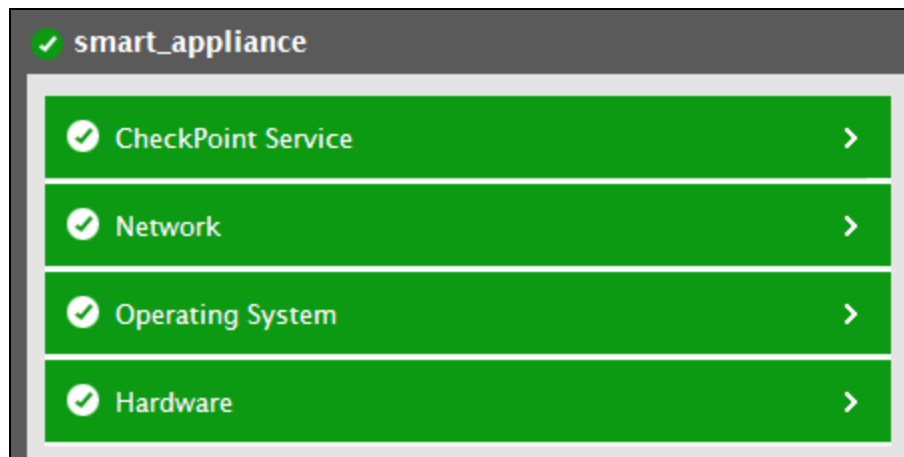 smart_appliance
CheckPoint Service
Network
Operating System
Hardware